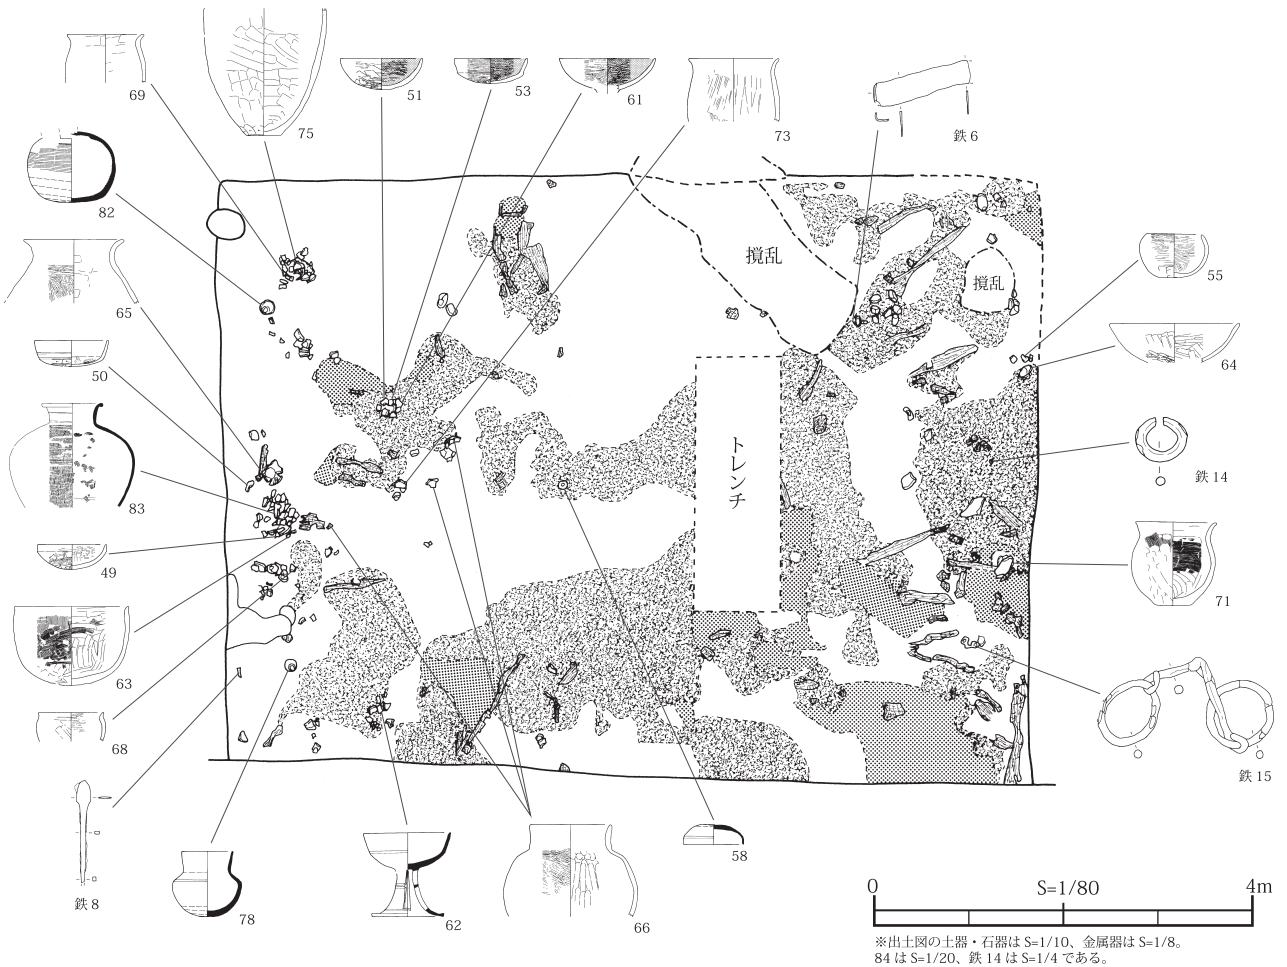 69
75
51
53
61
73
鉄 6
82
65
50
83
49
63
68
鉄 8
78
62
66
58
55
64
鉄 14
71
鉄 15
撹乱
撹乱
トレンチ
0 S=1/80 4m
※出土図の土器・石器は S=1/10、金属器は S=1/8。
84 は S=1/20、鉄 14 は S=1/4 である。